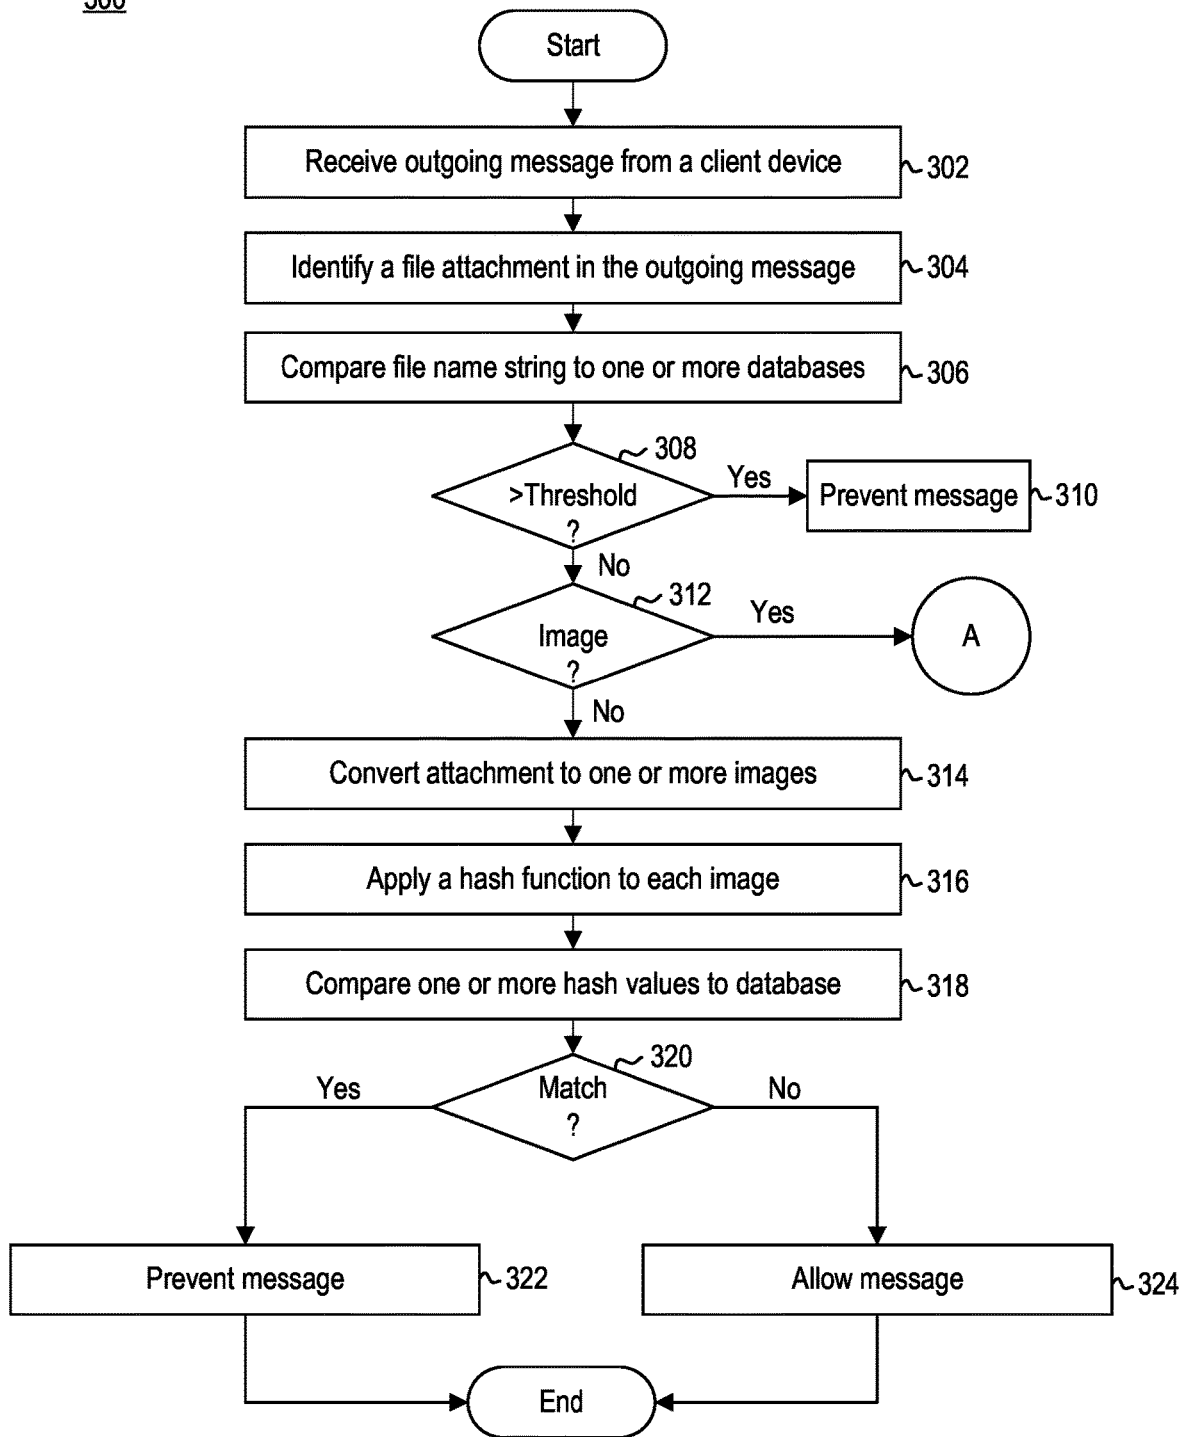 300
Start
Receive outgoing message from a client device
302
Identify a file attachment in the outgoing message
304
Compare file name string to one or more databases
306
308
>Threshold
?
Yes
Prevent message
310
No
312
Image
?
Yes
A
No
Convert attachment to one or more images
314
Apply a hash function to each image
316
Compare one or more hash values to database
318
320
Match
?
Yes
No
Prevent message
322
Allow message
324
End